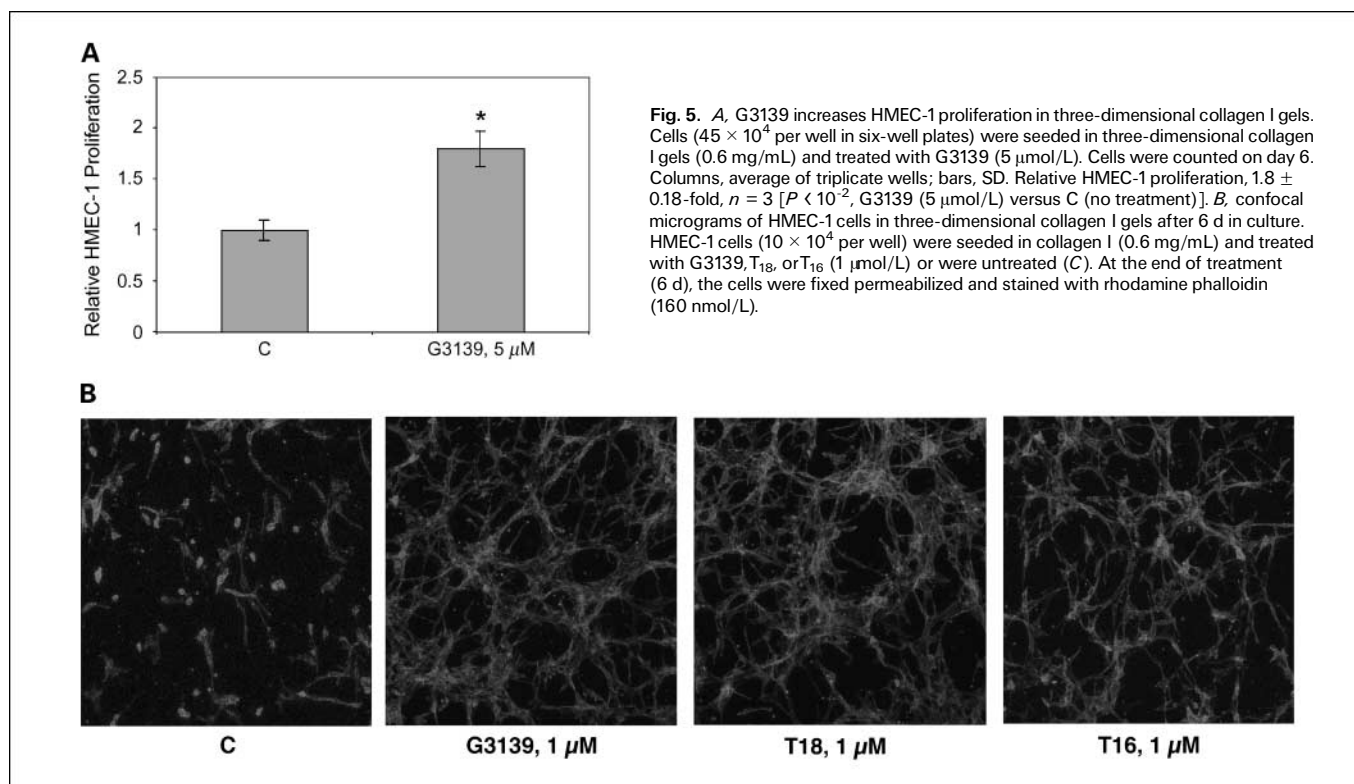 A
Relative HMEC-1 Proliferation
2.5
2
1.5
1
0.5
0
*
C
G3139, 5 µM
Fig. 5. A, G3139 increases HMEC-1 proliferation in three-dimensional collagen I gels.
Cells (45 × 10⁴ per well in six-well plates) were seeded in three-dimensional collagen
I gels (0.6 mg/mL) and treated with G3139 (5 µmol/L). Cells were counted on day 6.
Columns, average of triplicate wells; bars, SD. Relative HMEC-1 proliferation, 1.8 ±
0.18-fold, n = 3 [P < 10⁻², G3139 (5 µmol/L) versus C (no treatment)]. B, confocal
micrograms of HMEC-1 cells in three-dimensional collagen I gels after 6 d in culture.
HMEC-1 cells (10 × 10⁴ per well) were seeded in collagen I (0.6 mg/mL) and treated
with G3139, T₁₈, or T₁₆ (1 µmol/L) or were untreated (C). At the end of treatment
(6 d), the cells were fixed permeabilized and stained with rhodamine phalloidin
(160 nmol/L).
B
C
G3139, 1 µM
T18, 1 µM
T16, 1 µM